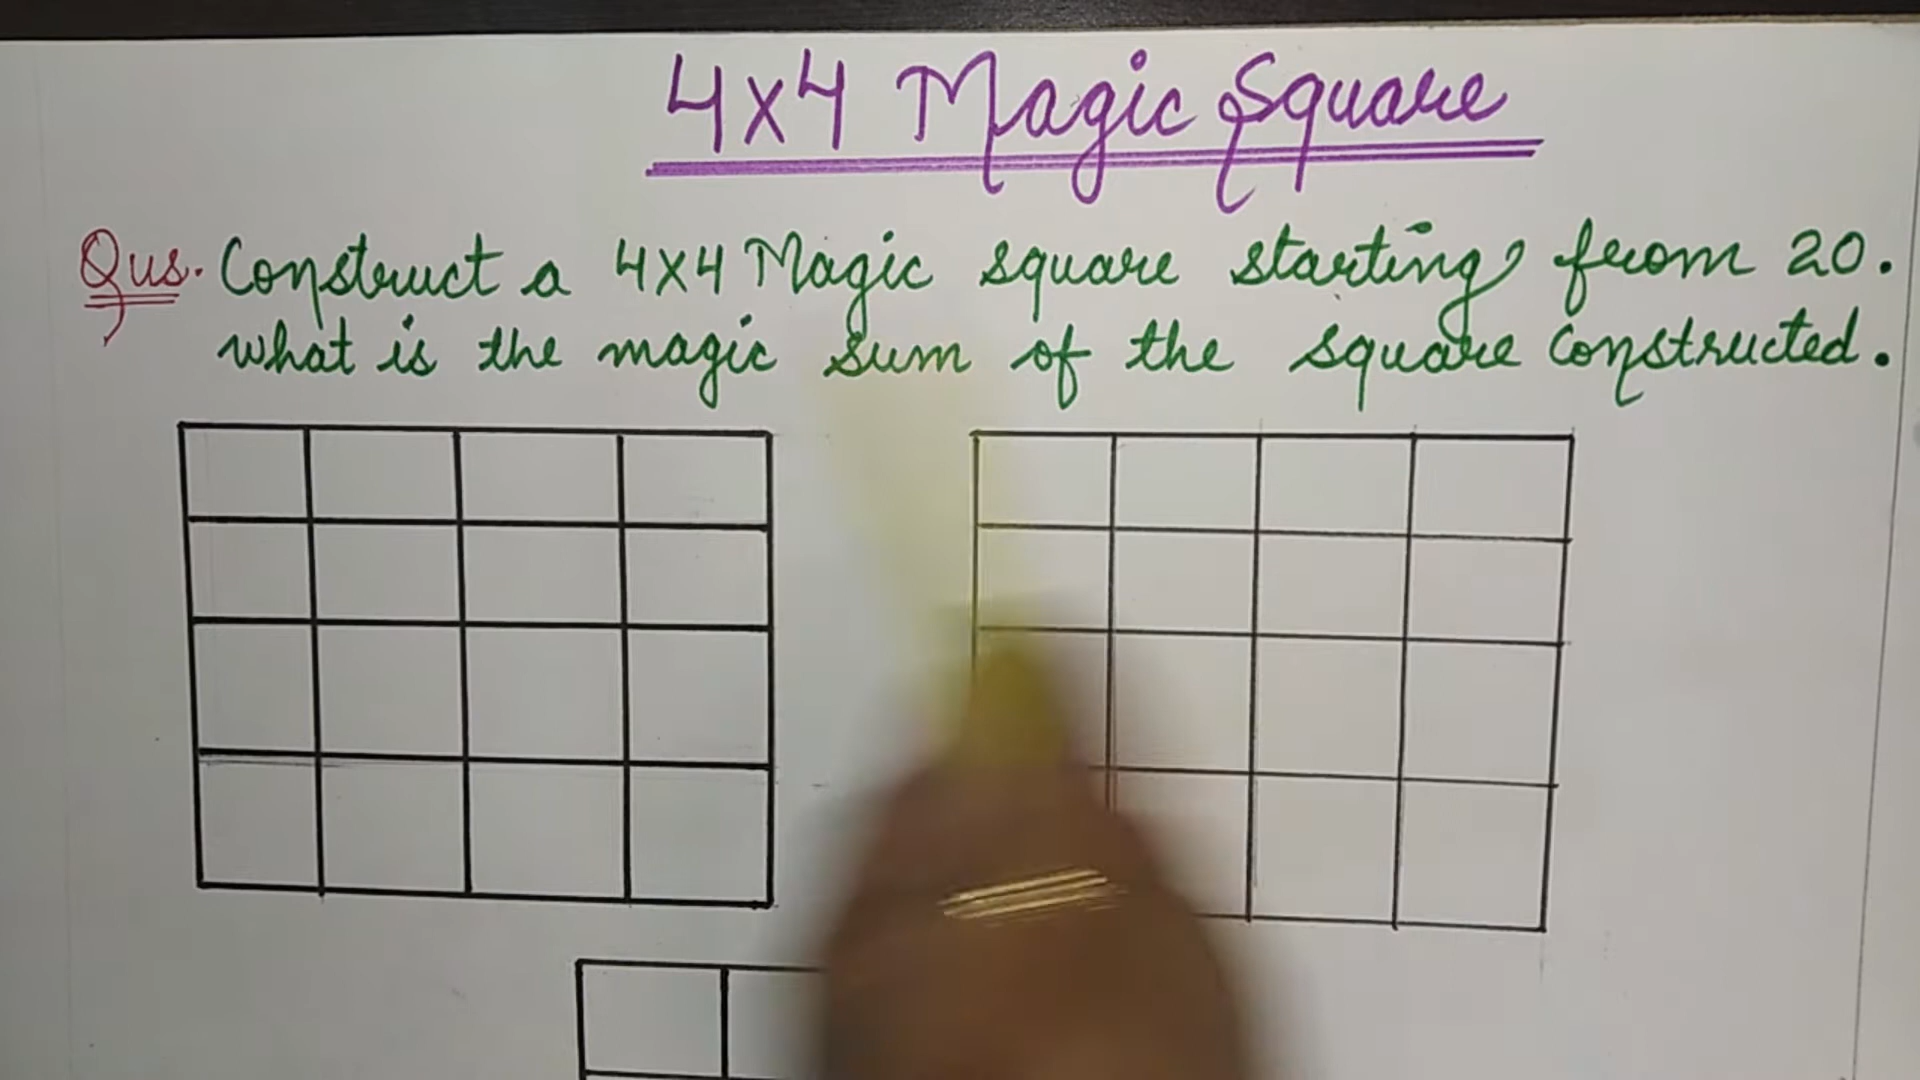 4x4 Magic Square
Qus. Construct a 4x4 Magic square starting from 20.
what is the magic sum of the square constructed.